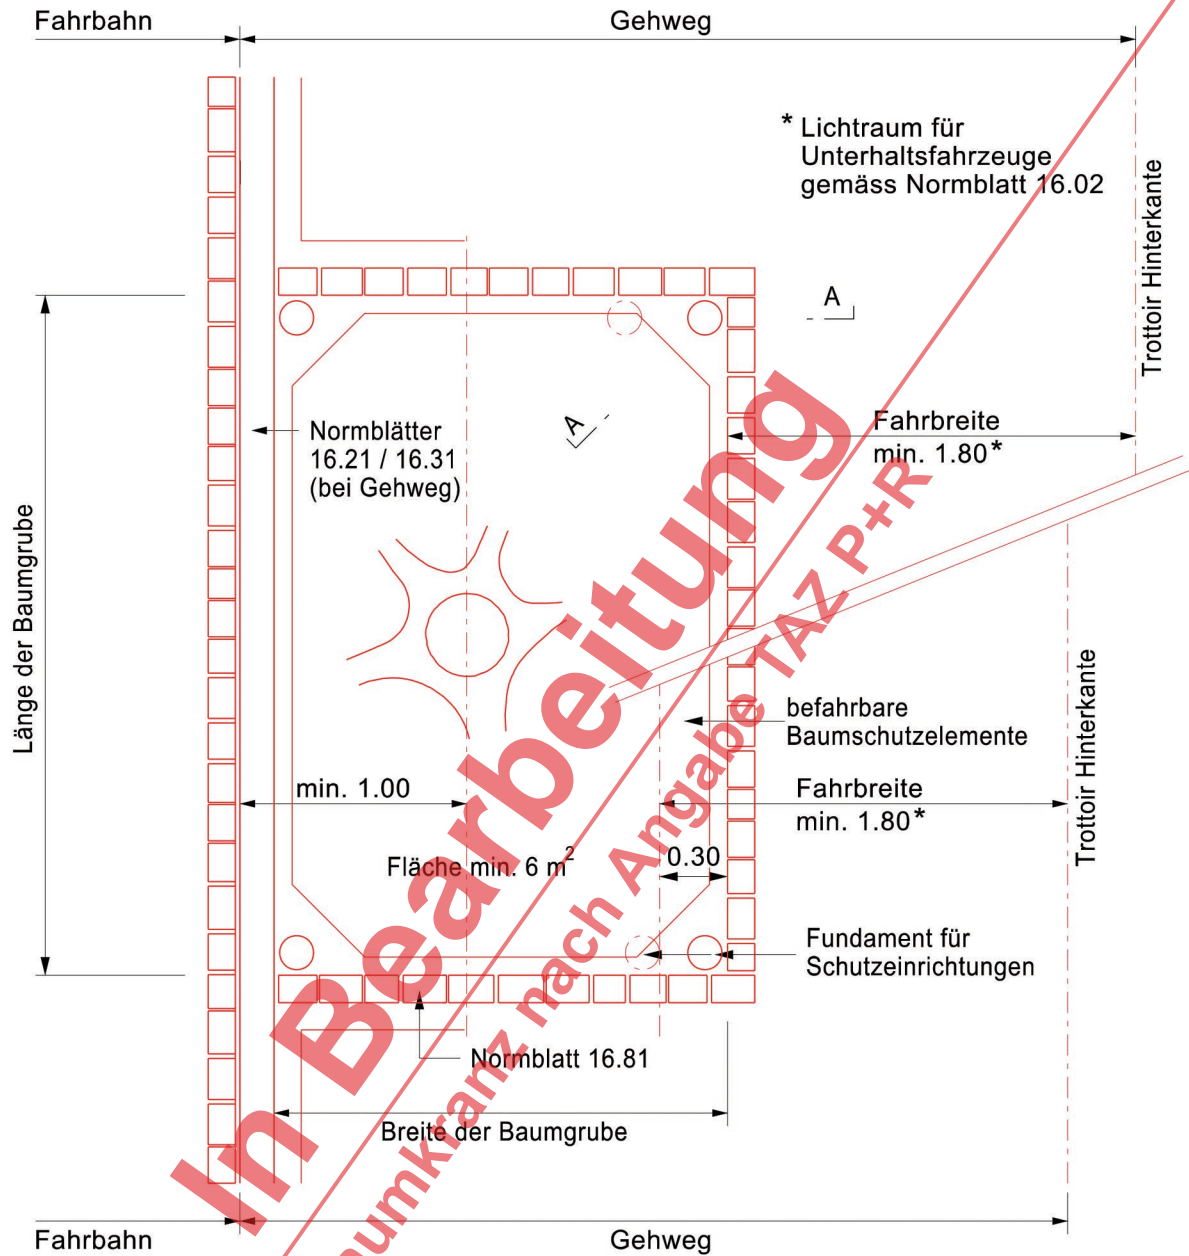 Fahrbahn
Gehweg
* Lichtraum für
Unterhaltsfahrzeuge
gemäss Normblatt 16.02
Trottoir Hinterkante
A
A
Fahrbreite
min. 1.80*
Normblätter
16.21 / 16.31
(bei Gehweg)
Länge der Baumgrube
befahrbare
Baumschutzelemente
Trottoir Hinterkante
min. 1.00
Fahrbreite
min. 1.80*
Fläche min. 6 m²
0.30
Fundament für
Schutzeinrichtungen
Normblatt 16.81
Breite der Baumgrube
Fahrbahn
Gehweg
In Bearbeitung
nach Angabe TAZ P+R